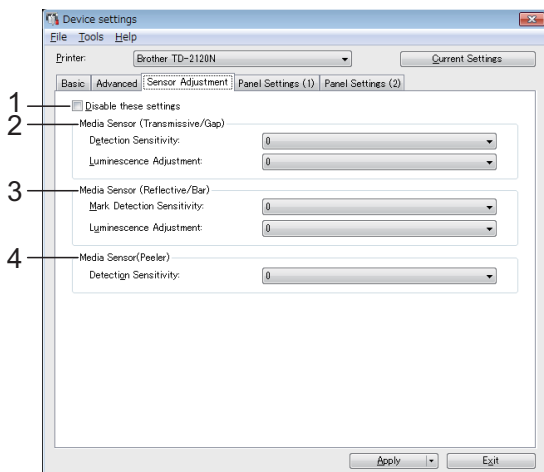 Device settings
File Tools Help
Printer: Brother TD-2120N Current Settings
Basic Advanced Sensor Adjustment Panel Settings (1) Panel Settings (2)
1 Disable these settings
2 Media Sensor (Transmissive/Gap)
Detection Sensitivity: 0
Luminescence Adjustment: 0
3 Media Sensor (Reflective/Bar)
Mark Detection Sensitivity: 0
Luminescence Adjustment: 0
4 Media Sensor(Peeler)
Detection Sensitivity: 0
Apply Exit